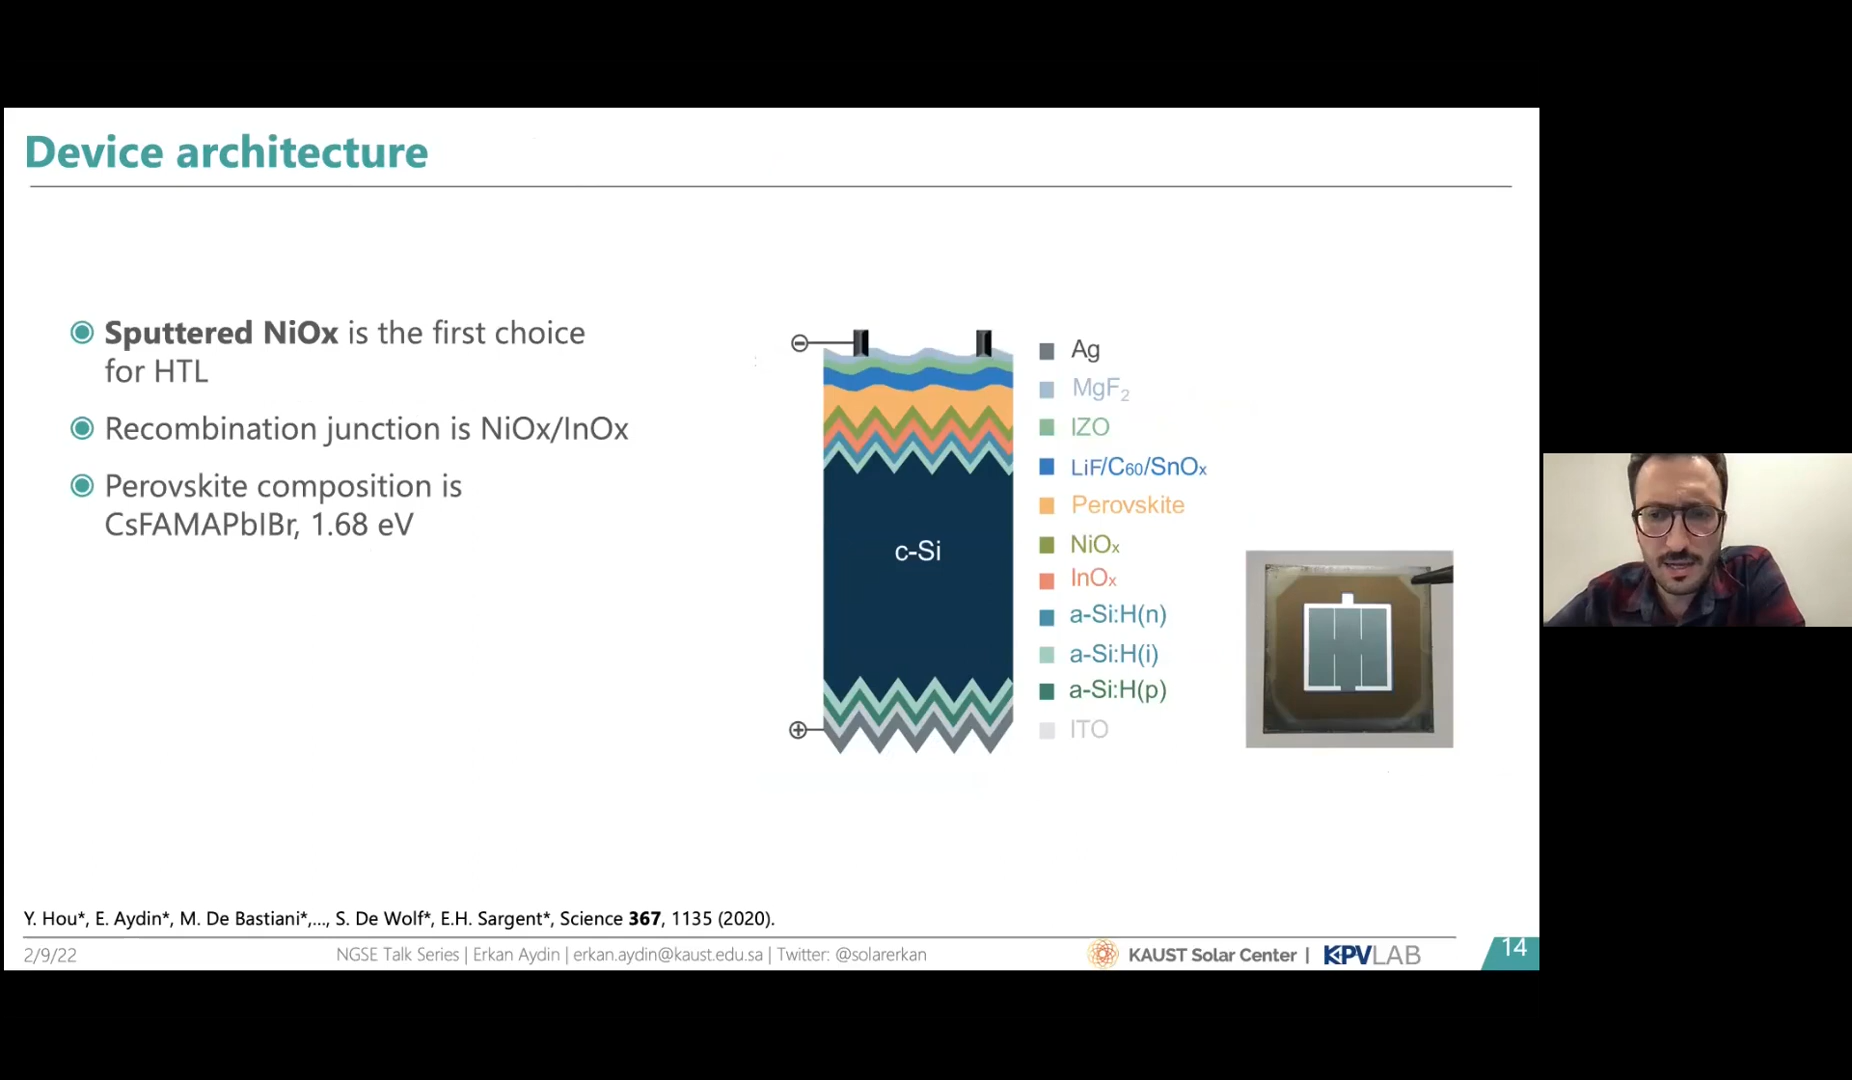 Device architecture
Sputtered NiOx is the first choice
for HTL
Recombination junction is NiOx/InOx
Perovskite composition is
CsFAMAPbIBr, 1.68 eV
c-Si
Ag
MgF₂
IZO
LiF/C₆₀/SnOₓ
Perovskite
NiOₓ
InOₓ
a-Si:H(n)
a-Si:H(i)
a-Si:H(p)
ITO
Y. Hou*, E. Aydin*, M. De Bastiani*,..., S. De Wolf*, E.H. Sargent*, Science 367, 1135 (2020).
2/9/22
NGSE Talk Series | Erkan Aydin | erkan.aydin@kaust.edu.sa | Twitter: @solarerkan
KAUST Solar Center | KPVLAB
14